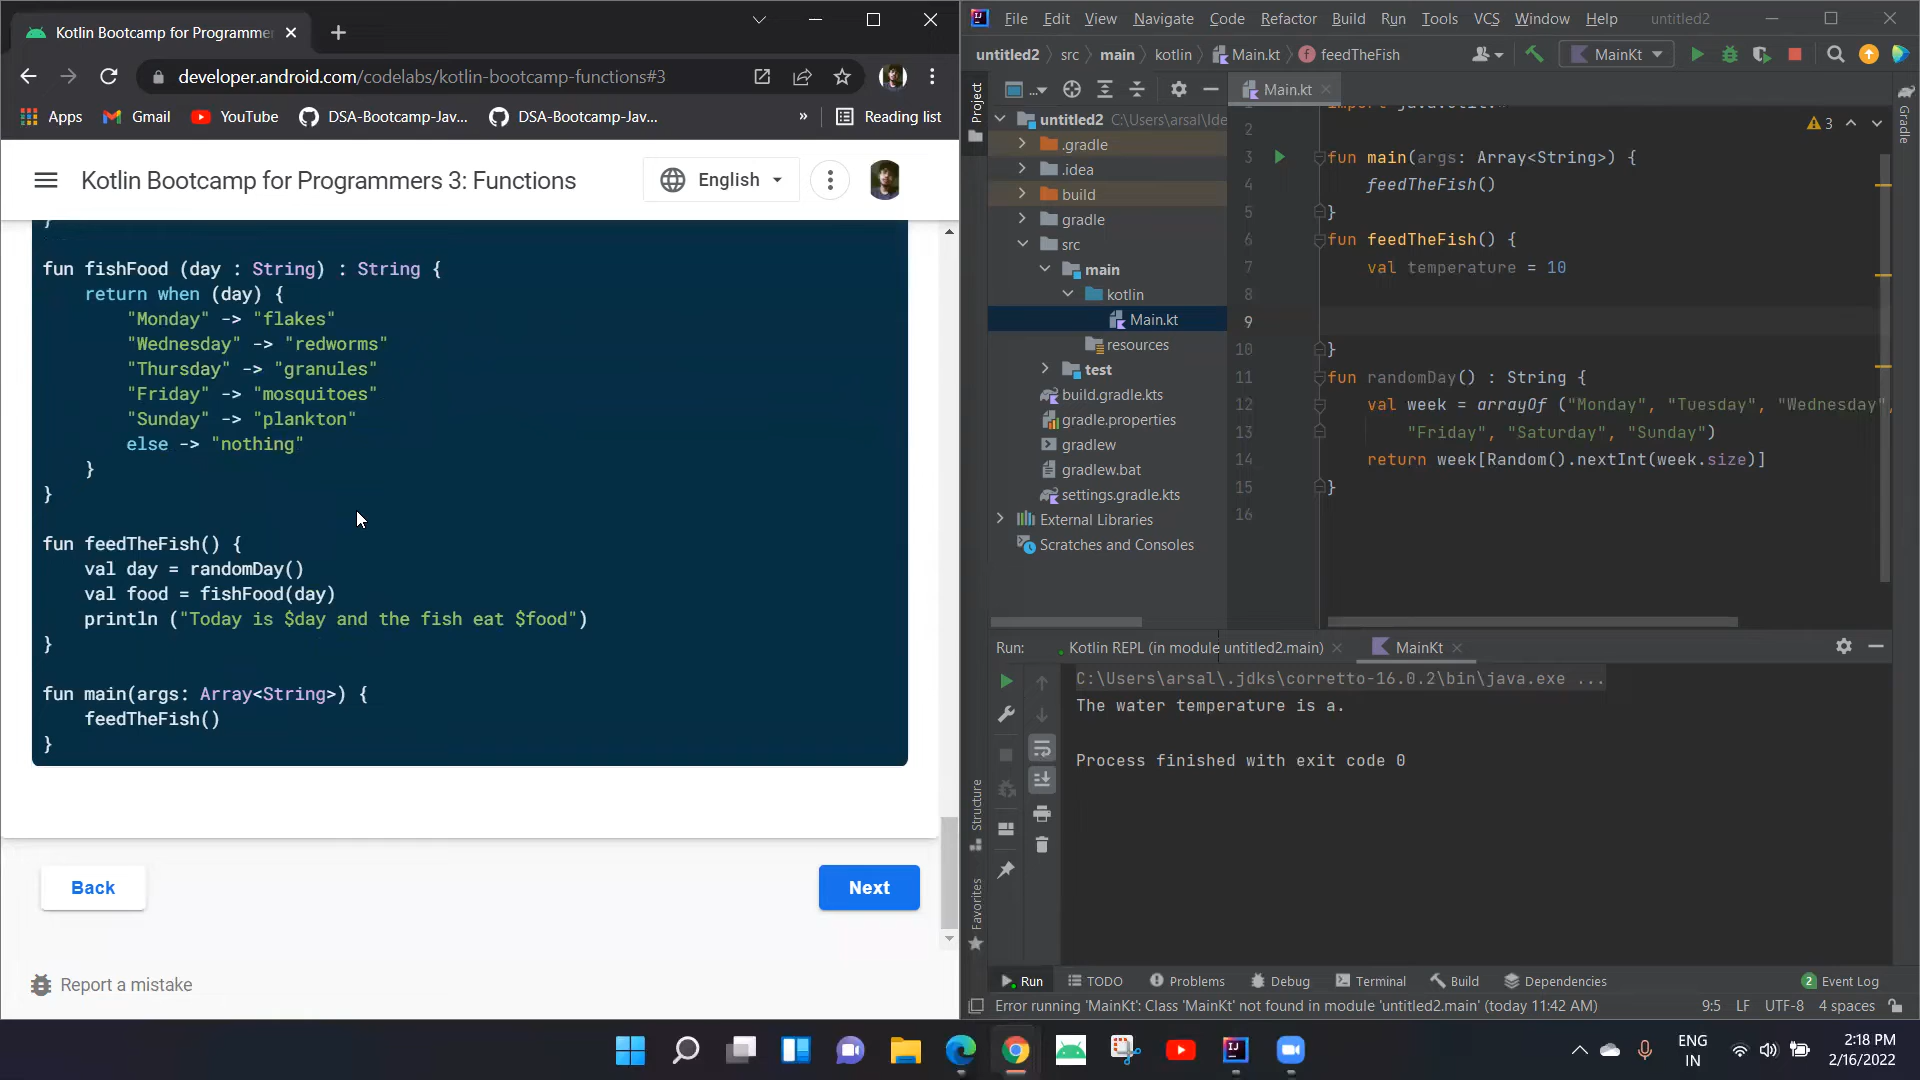 Kotlin Bootcamp for Programme
developer.android.com/codelabs/kotlin-bootcamp-functions#3
Apps
Gmail
YouTube
DSA-Bootcamp-Jav...
DSA-Bootcamp-Jav...
»
Reading list
Kotlin Bootcamp for Programmers 3: Functions
English
}
fun fishFood (day : String) : String {
return when (day) {
"Monday" -> "flakes"
"Wednesday" -> "redworms"
"Thursday" -> "granules"
"Friday" -> "mosquitoes"
"Sunday" -> "plankton"
else -> "nothing"
}
}
fun feedTheFish() {
val day = randomDay()
val food = fishFood(day)
println ("Today is $day and the fish eat $food")
}
fun main(args: Array<String>) {
feedTheFish()
}
Back
Next
Report a mistake
File Edit View Navigate Code Refactor Build Run Tools VCS Window Help untitled2
untitled2 src main kotlin Main.kt feedTheFish
MainKt
Project
Main.kt
Gradle
untitled2 C:\Users\arsal\Ide
.gradle
.idea
build
gradle
src
main
kotlin
Main.kt
resources
test
build.gradle.kts
gradle.properties
gradlew
gradlew.bat
settings.gradle.kts
External Libraries
Scratches and Consoles
3
2
3 fun main(args: Array<String>) {
4 feedTheFish()
5 }
6 fun feedTheFish() {
7 val temperature = 10
8
9
10 }
11 fun randomDay() : String {
12 val week = arrayOf ("Monday", "Tuesday", "Wednesday",
13 "Friday", "Saturday", "Sunday")
14 return week[Random().nextInt(week.size)]
15 }
16
Run: Kotlin REPL (in module untitled2.main) MainKt
C:\Users\arsal\.jdks\corretto-16.0.2\bin\java.exe ...
The water temperature is a.
Process finished with exit code 0
Structure
Favorites
Run TODO Problems Debug Terminal Build Dependencies 2 Event Log
Error running 'MainKt': Class 'MainKt' not found in module 'untitled2.main' (today 11:42 AM)
9:5 LF UTF-8 4 spaces
ENG
IN
2:18 PM
2/16/2022